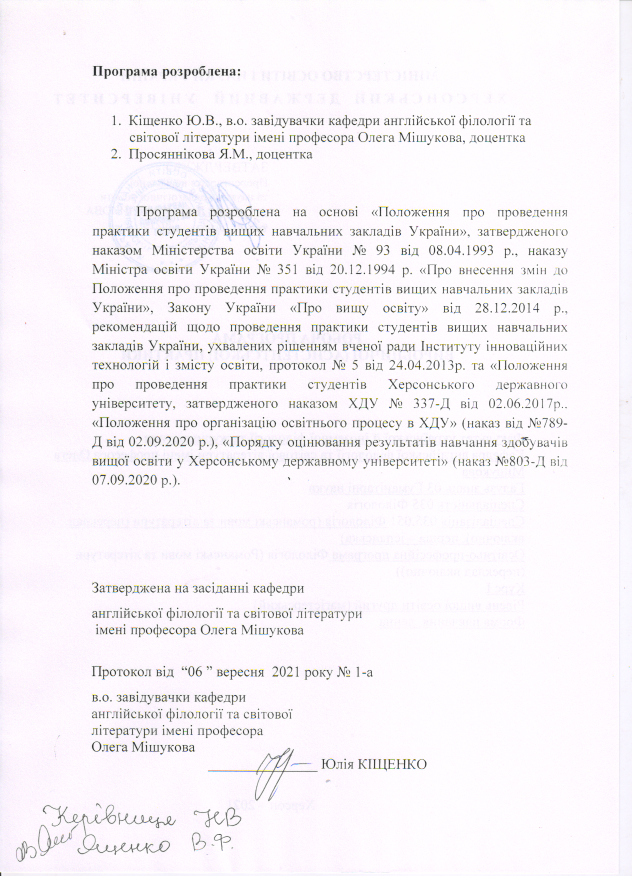 Програма розроблена:
1. Кіщенко Ю.В., в.о. завідувачки кафедри англійської філології та
світової літератури імені професора Олега Мішукова, доцентка
2. Просяннікова Я.М., доцентка
Програма розроблена на основі «Положення про проведення
практики студентів вищих навчальних закладів України», затвердженого
наказом Міністерства освіти України № 93 від 08.04.1993 р., наказу
Міністра освіти України № 351 від 20.12.1994 р. «Про внесення змін до
Положення про проведення практики студентів вищих навчальних закладів
України», Закону України «Про вищу освіту» від 28.12.2014 р.,
рекомендацій щодо проведення практики студентів вищих навчальних
закладів України, ухвалених рішенням вченої ради Інституту інноваційних
технологій і змісту освіти, протокол № 5 від 24.04.2013р. та «Положення
про проведення практики студентів Херсонського державного
університету, затвердженого наказом ХДУ № 337-Д від 02.06.2017р..
«Положення про організацію освітнього процесу в ХДУ» (наказ від №789-
Д від 02.09.2020 р.), «Порядку оцінювання результатів навчання здобувачів
вищої освіти у Херсонському державному університеті» (наказ №803-Д від
07.09.2020 р.).
Затверджена на засіданні кафедри
англійської філології та світової літератури
імені професора Олега Мішукова
Протокол від “06 ” вересня 2021 року № 1-а
в.о. завідувачки кафедри
англійської філології та світової
літератури імені професора
Олега Мішукова
Юлія КІЩЕНКО
Керівниця НВ
Ященко В.Ф.